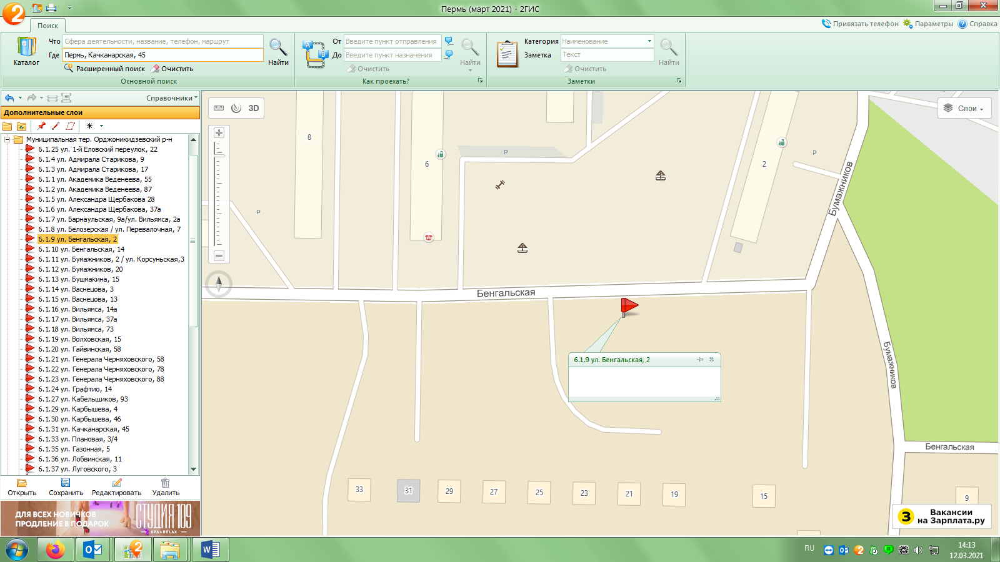 Пермь (март 2021) - 2ГИС
Поиск
Привязать телефон
Параметры
Справка
Каталог
Что
Сфера деятельности, название, телефон, маршрут
Где
Пермь, Качканарская, 45
Расширенный поиск
Очистить
Найти
Основной поиск
От
Введите пункт отправления
До
Введите пункт назначения
Очистить
Найти
Как проехать?
Категория
Наименование
Заметка
Текст
Очистить
Найти
Заметки
Справочники
Дополнительные слои
Муниципальная тер. Орджоникидзевский р-н
6.1.25 ул. 1-й Еловский переулок, 22
6.1.4 ул. Адмирала Старикова, 9
6.1.3 ул. Адмирала Старикова, 17
6.1.1 ул. Академика Веденеева, 55
6.1.2 ул. Академика Веденеева, 87
6.1.5 ул. Александра Щербакова 28
6.1.6 ул. Александра Щербакова, 37а
6.1.7 ул. Барнаульская, 9а/ул. Вильямса, 2а
6.1.8 ул. Белозерская / ул. Перевалочная, 7
6.1.9 ул. Бенгальская, 2
6.1.10 ул. Бенгальская, 14
6.1.11 ул. Бумажников, 2 / ул. Корсуньская,3
6.1.12 ул. Бумажников, 20
6.1.13 ул. Бушмакина, 15
6.1.14 ул. Васнецова, 3
6.1.15 ул. Васнецова, 13
6.1.16 ул. Вильямса, 14а
6.1.17 ул. Вильямса, 37а
6.1.18 ул. Вильямса, 73
6.1.19 ул. Волховская, 15
6.1.20 ул. Гайвинская, 58
6.1.21 ул. Генерала Черняховского, 58
6.1.22 ул. Генерала Черняховского, 78
6.1.23 ул. Генерала Черняховского, 88
6.1.24 ул. Графтио, 14
6.1.27 ул. Кабельщиков, 93
6.1.29 ул. Карбышева, 4
6.1.30 ул. Карбышева, 46
6.1.31 ул. Качканарская, 45
6.1.33 ул. Плановая, 3/4
6.1.35 ул. Газонная, 5
6.1.36 ул. Лобвинская, 11
6.1.37 ул. Луговского, 3
Открыть
Сохранить
Редактировать
Удалить
ДЛЯ ВСЕХ НОВИЧКОВ
ПРОДЛЕНИЕ В ПОДАРОК
СТУДИЯ 109
SPA & RELAX
3D
Слои
8
6
P
2
P
P
Бумажников
Бенгальская
6.1.9 ул. Бенгальская, 2
Бумажников
Бенгальская
33
31
29
27
25
23
21
19
15
9
З
Вакансии
на Зарплата.ру
RU
14:13
12.03.2021